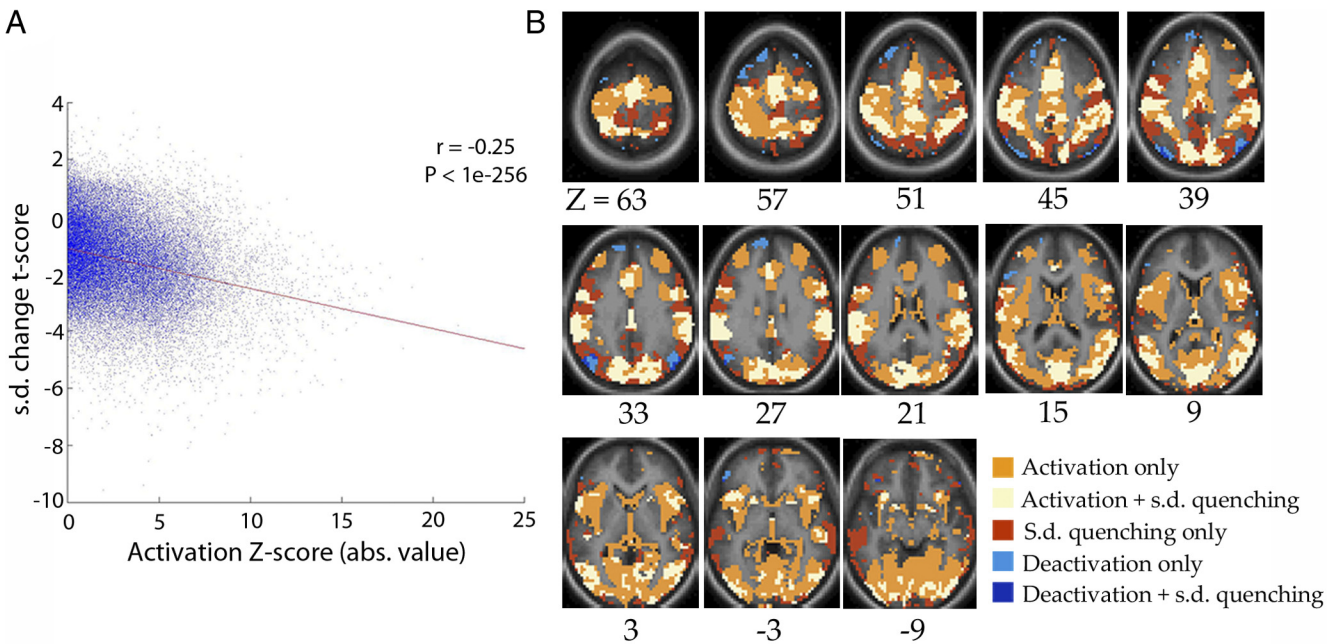 A
B
4
2
0
-2
-4
-6
-8
-10
s.d. change t-score
r = -0.25
P < 1e-256
0 5 10 15 20 25
Activation Z-score (abs. value)
Z = 63 57 51 45 39
33 27 21 15 9
3 -3 -9
Activation only
Activation + s.d. quenching
S.d. quenching only
Deactivation only
Deactivation + s.d. quenching